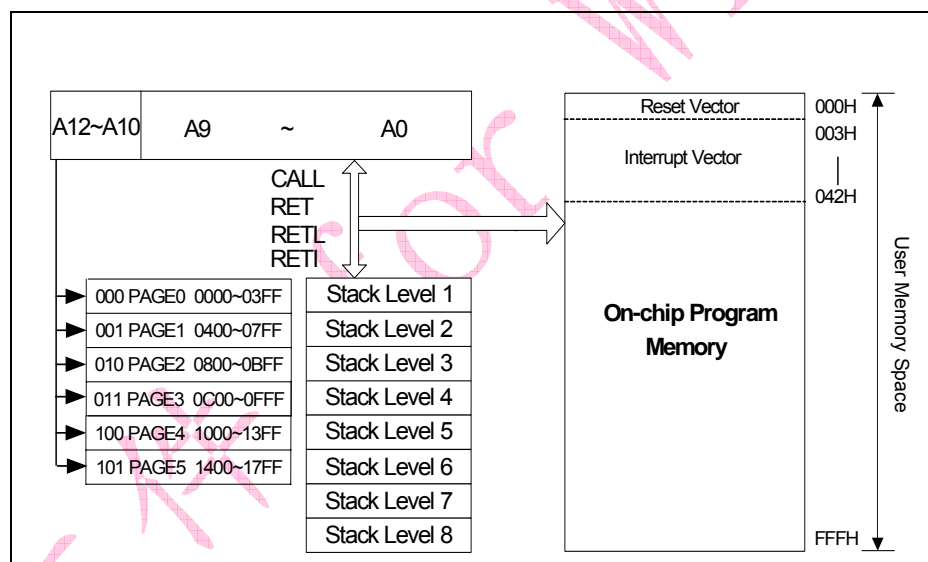 A12~A10 A9 ~ A0
CALL
RET
RETL
RETI
000 PAGE0 0000~03FF
001 PAGE1 0400~07FF
010 PAGE2 0800~0BFF
011 PAGE3 0C00~0FFF
100 PAGE4 1000~13FF
101 PAGE5 1400~17FF
Stack Level 1
Stack Level 2
Stack Level 3
Stack Level 4
Stack Level 5
Stack Level 6
Stack Level 7
Stack Level 8
Reset Vector
Interrupt Vector
On-chip Program
Memory
000H
003H
042H
FFFH
User Memory Space
for